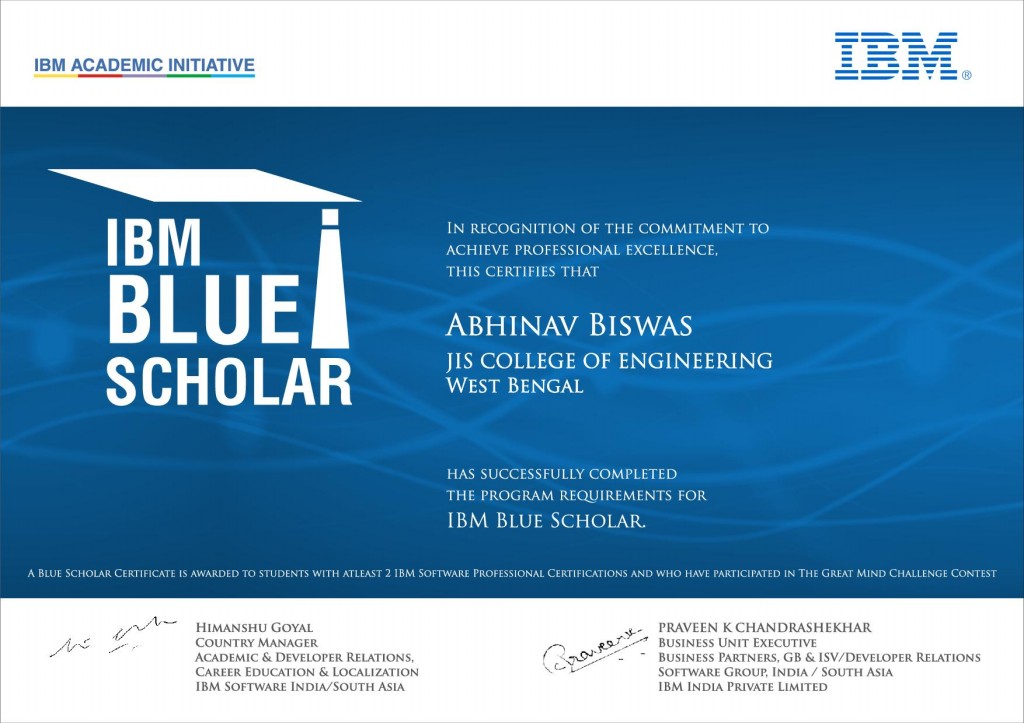 IBM ACADEMIC INITIATIVE
IBM®
IBM
BLUE
SCHOLAR
IN RECOGNITION OF THE COMMITMENT TO
ACHIEVE PROFESSIONAL EXCELLENCE,
THIS CERTIFIES THAT
ABHINAV BISWAS
JIS COLLEGE OF ENGINEERING
WEST BENGAL
HAS SUCCESSFULLY COMPLETED
THE PROGRAM REQUIREMENTS FOR
IBM BLUE SCHOLAR.
A BLUE SCHOLAR CERTIFICATE IS AWARDED TO STUDENTS WITH ATLEAST 2 IBM SOFTWARE PROFESSIONAL CERTIFICATIONS AND WHO HAVE PARTICIPATED IN THE GREAT MIND CHALLENGE CONTEST
HIMANSHU GOYAL
COUNTRY MANAGER
ACADEMIC & DEVELOPER RELATIONS,
CAREER EDUCATION & LOCALIZATION
IBM SOFTWARE INDIA/SOUTH ASIA
Praveen K
PRAVEEN K CHANDRASHEKHAR
BUSINESS UNIT EXECUTIVE
BUSINESS PARTNERS, GB & ISV/DEVELOPER RELATIONS
SOFTWARE GROUP, INDIA / SOUTH ASIA
IBM INDIA PRIVATE LIMITED